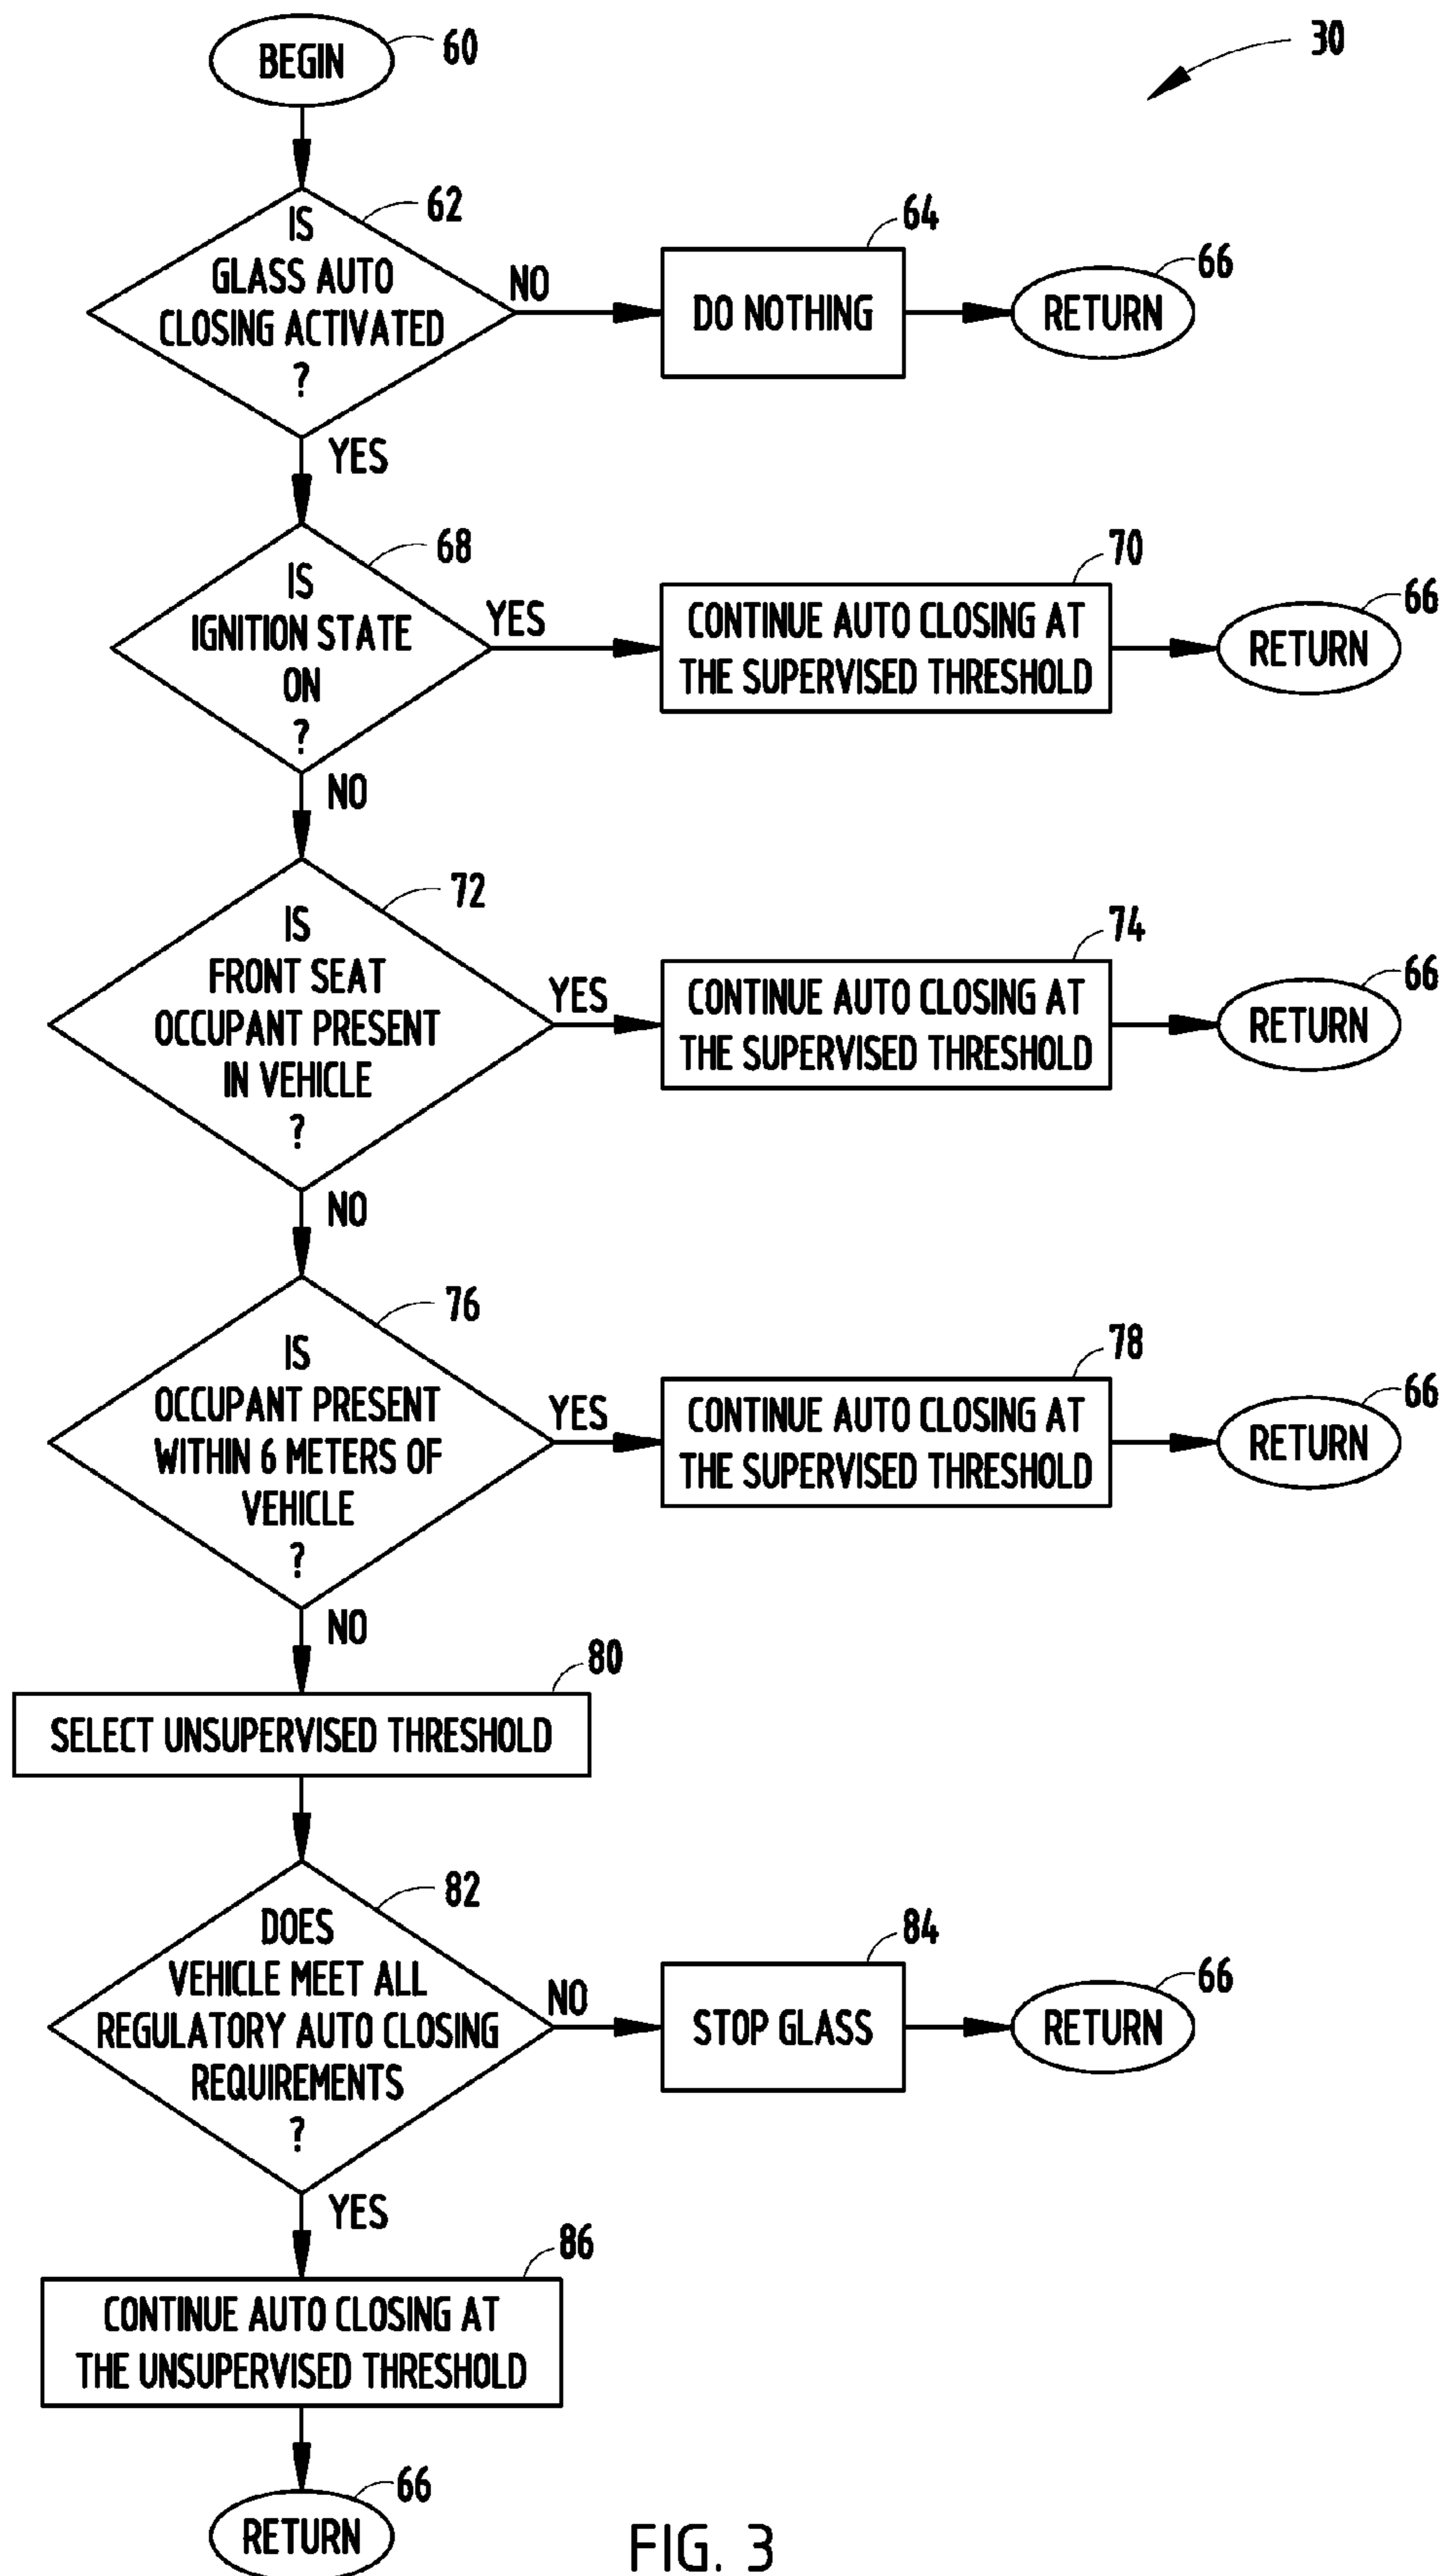 BEGIN
60
30
IS
GLASS AUTO
CLOSING ACTIVATED
?
62
NO
64
DO NOTHING
66
RETURN
YES
IS
IGNITION STATE
ON
?
68
YES
70
CONTINUE AUTO CLOSING AT
THE SUPERVISED THRESHOLD
66
RETURN
NO
IS
FRONT SEAT
OCCUPANT PRESENT
IN VEHICLE
?
72
YES
74
CONTINUE AUTO CLOSING AT
THE SUPERVISED THRESHOLD
66
RETURN
NO
IS
OCCUPANT PRESENT
WITHIN 6 METERS OF
VEHICLE
?
76
YES
78
CONTINUE AUTO CLOSING AT
THE SUPERVISED THRESHOLD
66
RETURN
NO
80
SELECT UNSUPERVISED THRESHOLD
DOES
VEHICLE MEET ALL
REGULATORY AUTO CLOSING
REQUIREMENTS
?
82
NO
84
STOP GLASS
66
RETURN
YES
86
CONTINUE AUTO CLOSING AT
THE UNSUPERVISED THRESHOLD
66
RETURN
FIG. 3